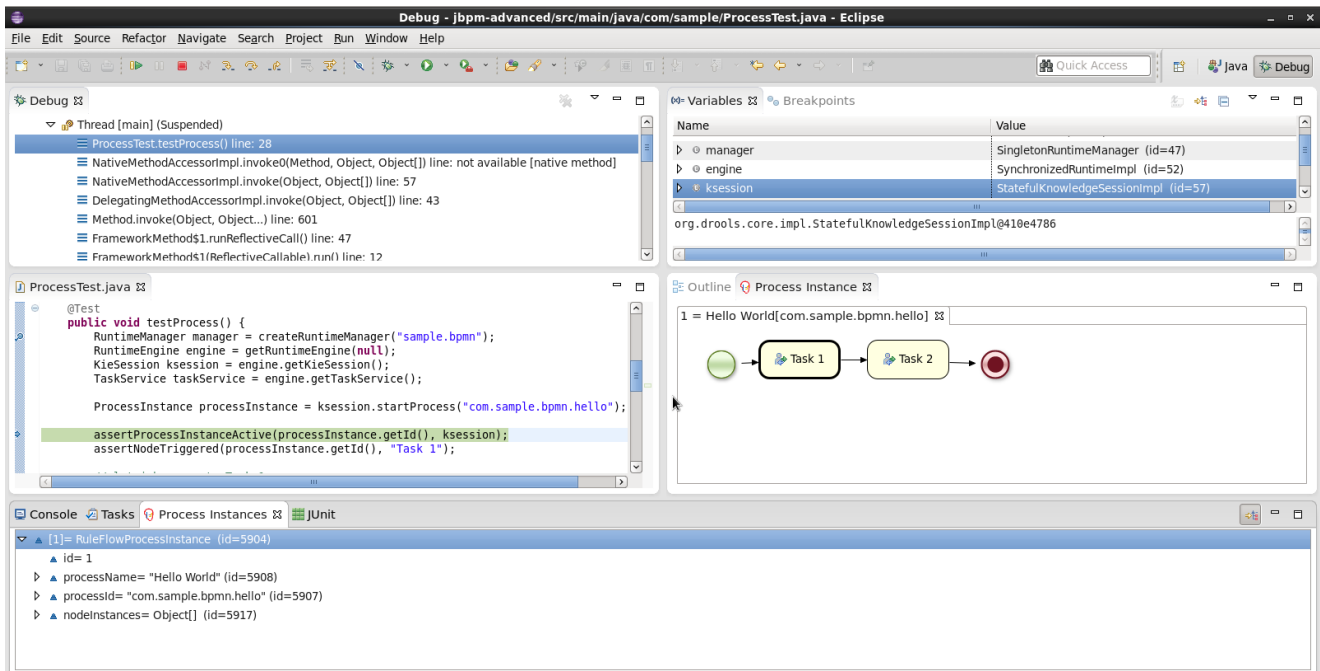 Debug - jbpm-advanced/src/main/java/com/sample/ProcessTest.java - Eclipse
File Edit Source Refactor Navigate Search Project Run Window Help
Quick Access
Java
Debug
Debug
Thread [main] (Suspended)
ProcessTest.testProcess() line: 28
NativeMethodAccessorImpl.invoke0(Method, Object, Object[]) line: not available [native method]
NativeMethodAccessorImpl.invoke(Object, Object[]) line: 57
DelegatingMethodAccessorImpl.invoke(Object, Object[]) line: 43
Method.invoke(Object, Object...) line: 601
FrameworkMethod$1.runReflectiveCall() line: 47
FrameworkMethod$1(ReflectiveCallable).run() line: 12
Variables
Breakpoints
Name Value
manager SingletonRuntimeManager (id=47)
engine SynchronizedRuntimeImpl (id=52)
ksession StatefulKnowledgeSessionImpl (id=57)
org.drools.core.impl.StatefulKnowledgeSessionImpl@410e4786
ProcessTest.java
@Test
public void testProcess() {
RuntimeManager manager = createRuntimeManager("sample.bpmn");
RuntimeEngine engine = getRuntimeEngine(null);
KieSession ksession = engine.getKieSession();
TaskService taskService = engine.getTaskService();
ProcessInstance processInstance = ksession.startProcess("com.sample.bpmn.hello");
assertProcessInstanceActive(processInstance.getId(), ksession);
assertNodeTriggered(processInstance.getId(), "Task 1");
Outline
Process Instance
1 = Hello World[com.sample.bpmn.hello]
Task 1
Task 2
Console
Tasks
Process Instances
JUnit
[1]= RuleFlowProcessInstance (id=5904)
id= 1
processName= "Hello World" (id=5908)
processId= "com.sample.bpmn.hello" (id=5907)
nodeInstances= Object[] (id=5917)